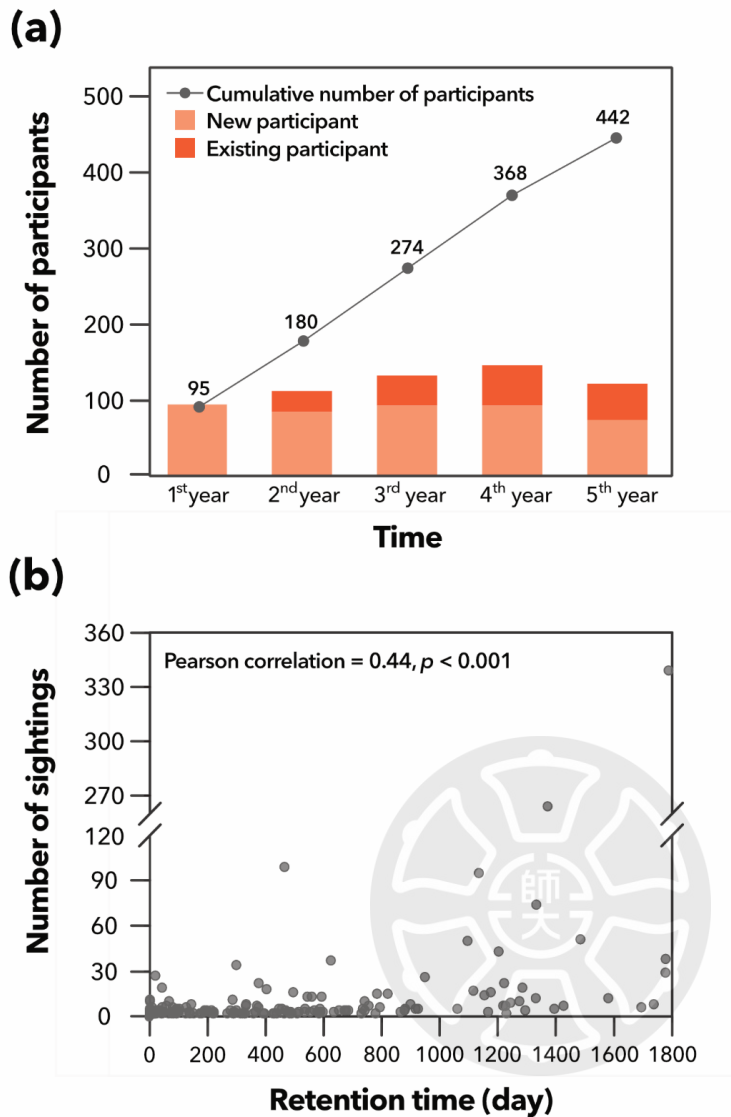 (a)
Number of participants
500
400
300
200
100
0
Cumulative number of participants
New participant
Existing participant
95
180
274
368
442
1st year
2nd year
3rd year
4th year
5th year
Time
(b)
Number of sightings
360
330
300
270
120
90
60
30
0
Pearson correlation = 0.44, p < 0.001
師
大
0 200 400 600 800 1000 1200 1400 1600 1800
Retention time (day)